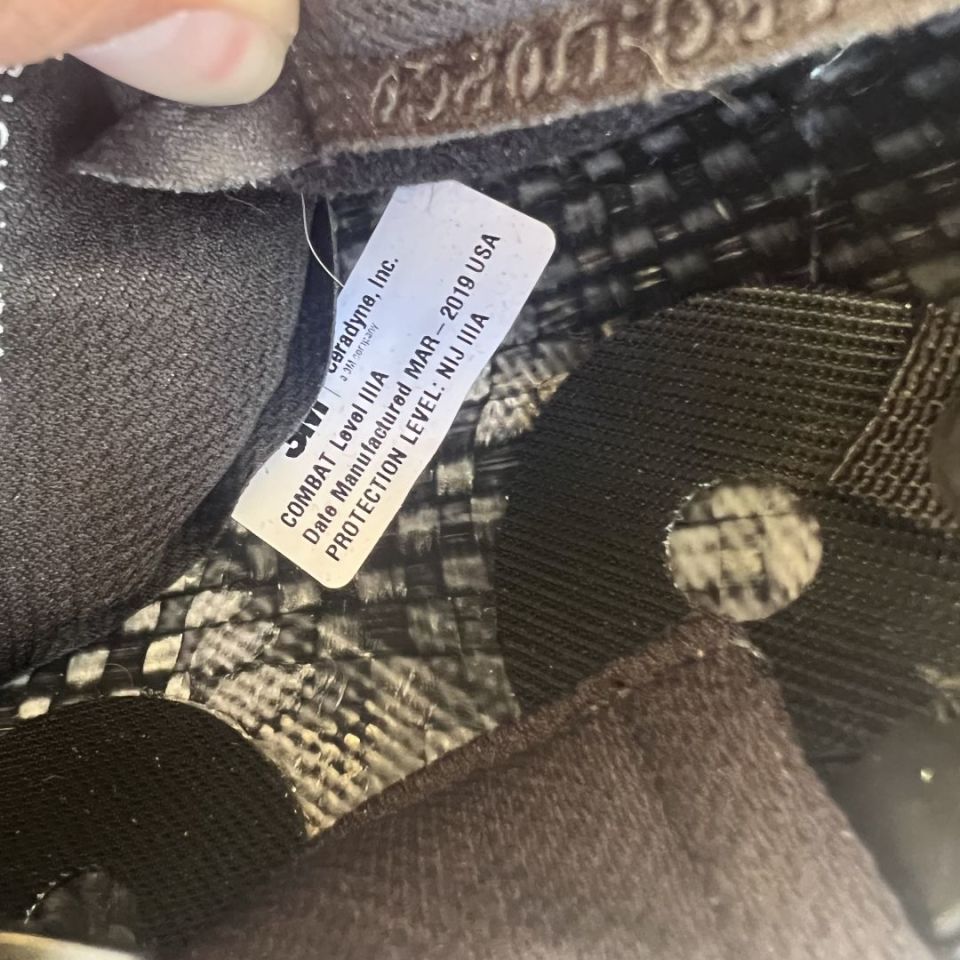 3M
Ceradyne, Inc.
a 3M company
COMBAT Level IIIA
Date Manufactured MAR – 2019 USA
PROTECTION LEVEL: NIJ IIIA